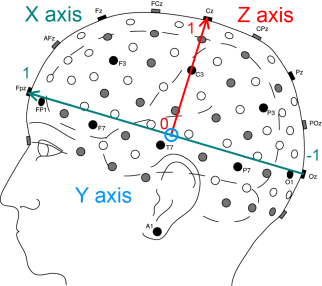 X axis
Z axis
Y axis
Fz
FCz
Cz
CPz
AFz
1
F3
C3
Pz
1
Fpz
FP1
F7
0
T7
P3
POz
-1
P7
O1
Oz
A1